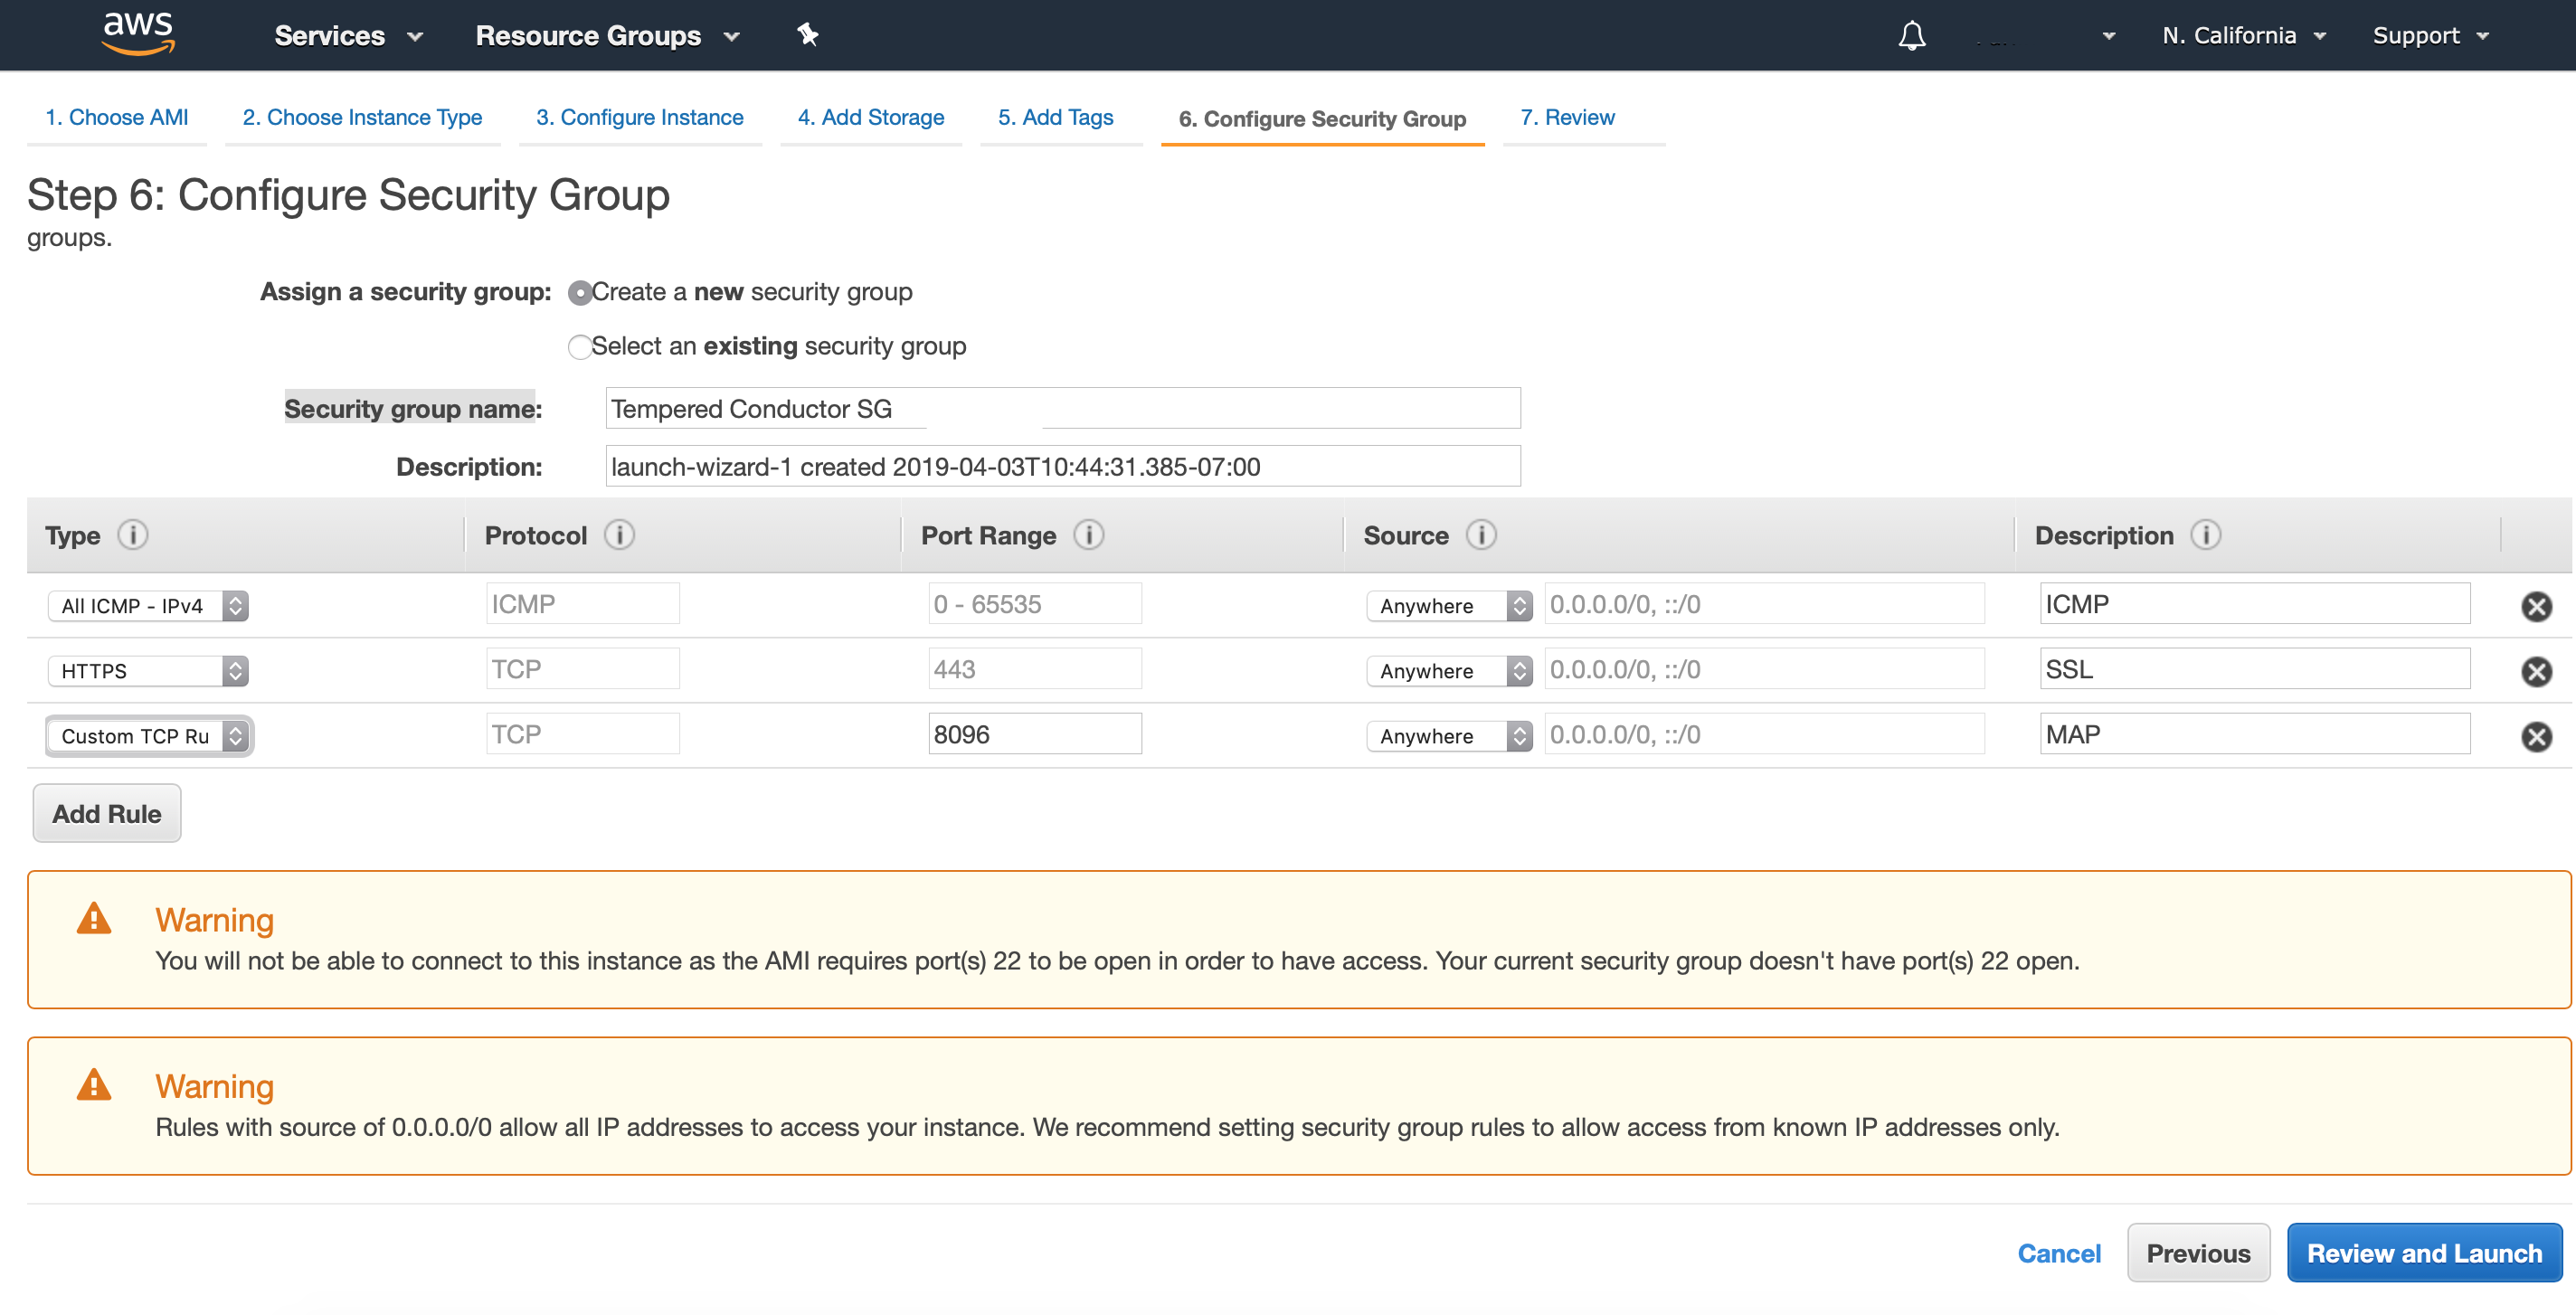 aws Services Resource Groups N. California Support
1. Choose AMI 2. Choose Instance Type 3. Configure Instance 4. Add Storage 5. Add Tags 6. Configure Security Group 7. Review
Step 6: Configure Security Group
groups.
Assign a security group: Create a new security group
Select an existing security group
Security group name: Tempered Conductor SG
Description: launch-wizard-1 created 2019-04-03T10:44:31.385-07:00
Type i Protocol i Port Range i Source i Description i
All ICMP - IPv4 ICMP 0 - 65535 Anywhere 0.0.0.0/0, ::/0 ICMP
HTTPS TCP 443 Anywhere 0.0.0.0/0, ::/0 SSL
Custom TCP Ru TCP 8096 Anywhere 0.0.0.0/0, ::/0 MAP
Add Rule
Warning
You will not be able to connect to this instance as the AMI requires port(s) 22 to be open in order to have access. Your current security group doesn't have port(s) 22 open.
Warning
Rules with source of 0.0.0.0/0 allow all IP addresses to access your instance. We recommend setting security group rules to allow access from known IP addresses only.
Cancel Previous Review and Launch